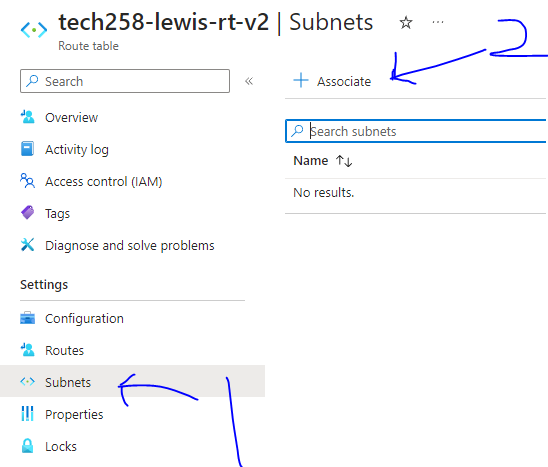 tech258-lewis-rt-v2 | Subnets
Route table
Search
Overview
Activity log
Access control (IAM)
Tags
Diagnose and solve problems
Settings
Configuration
Routes
Subnets
Properties
Locks
1
2
Associate
Search subnets
Name
No results.